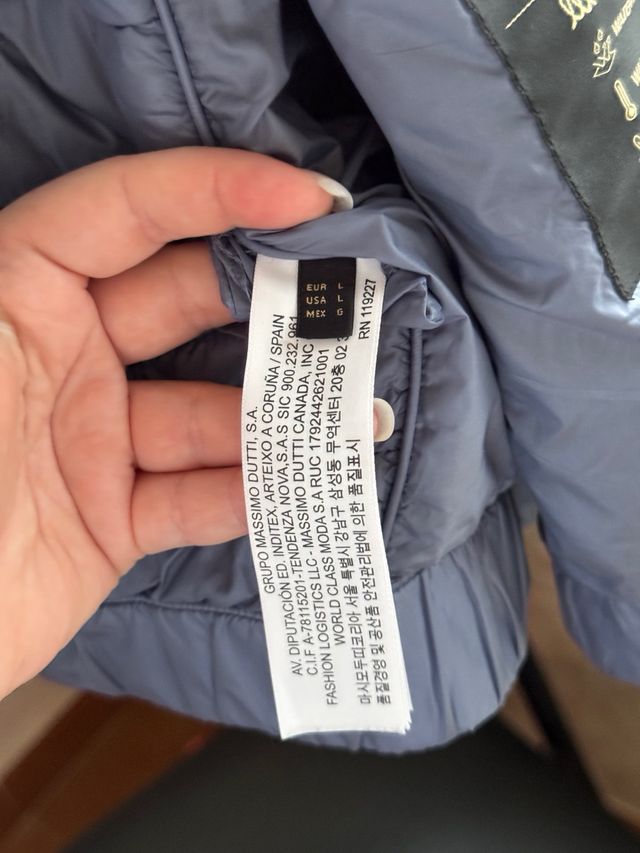 EUR L
USA L
MEX G
RN 119227
GRUPO MASSIMO DUTTI, S.A.
AV. DIPUTACIÓN ED. INDITEX, ARTEIXO A CORUÑA / SPAIN
C.I.F A-78115201-TENDENZA NOVA,S.A.S SIC 900.232.961
FASHION LOGISTICS LLC - MASSIMO DUTTI CANADA, INC
WORLD CLASS MODA S.A RUC 1792442621001
마시모두띠코리아 서울 특별시 강남구 삼성동 무역센터 20층 02
품질경영 및 공산품 안전관리법에 의한 품질표시